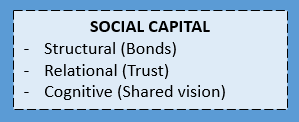 SOCIAL CAPITAL
- Structural (Bonds)
- Relational (Trust)
- Cognitive (Shared vision)